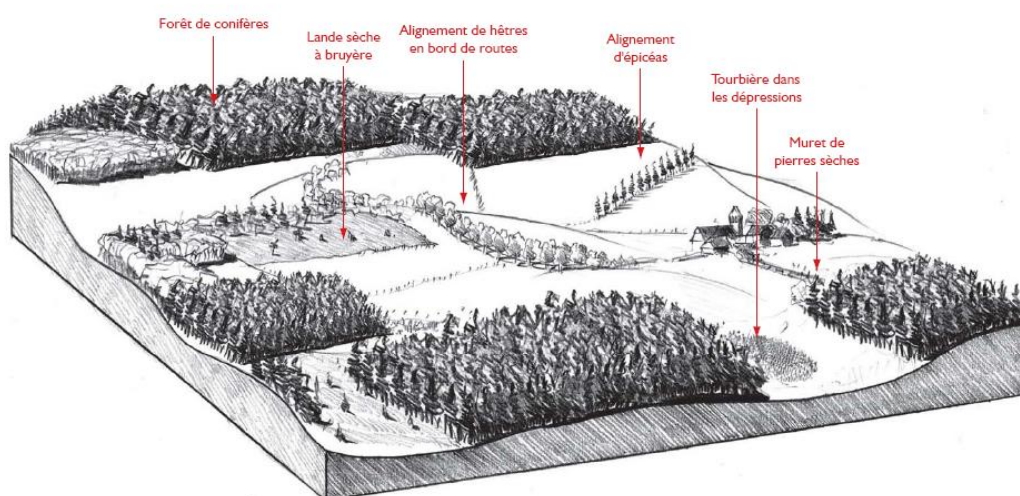 Forêt de conifères
Lande sèche
à bruyère
Alignement de hêtres
en bord de routes
Alignement
d'épicéas
Tourbière dans
les dépressions
Muret de
pierres sèches